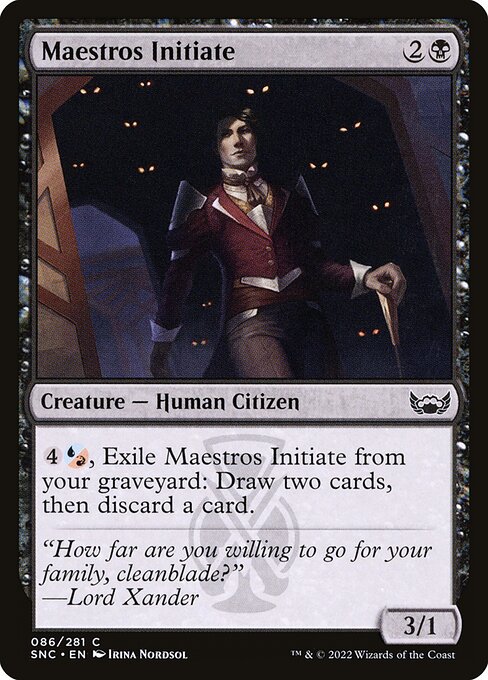 Maestros Initiate 2
Creature — Human Citizen
4 , Exile Maestros Initiate from
your graveyard: Draw two cards,
then discard a card.
“How far are you willing to go for your
family, cleanblade?”
—Lord Xander
3/1
086/281 C
SNC • EN Irina Nordsol
™ & © 2022 Wizards of the Coast